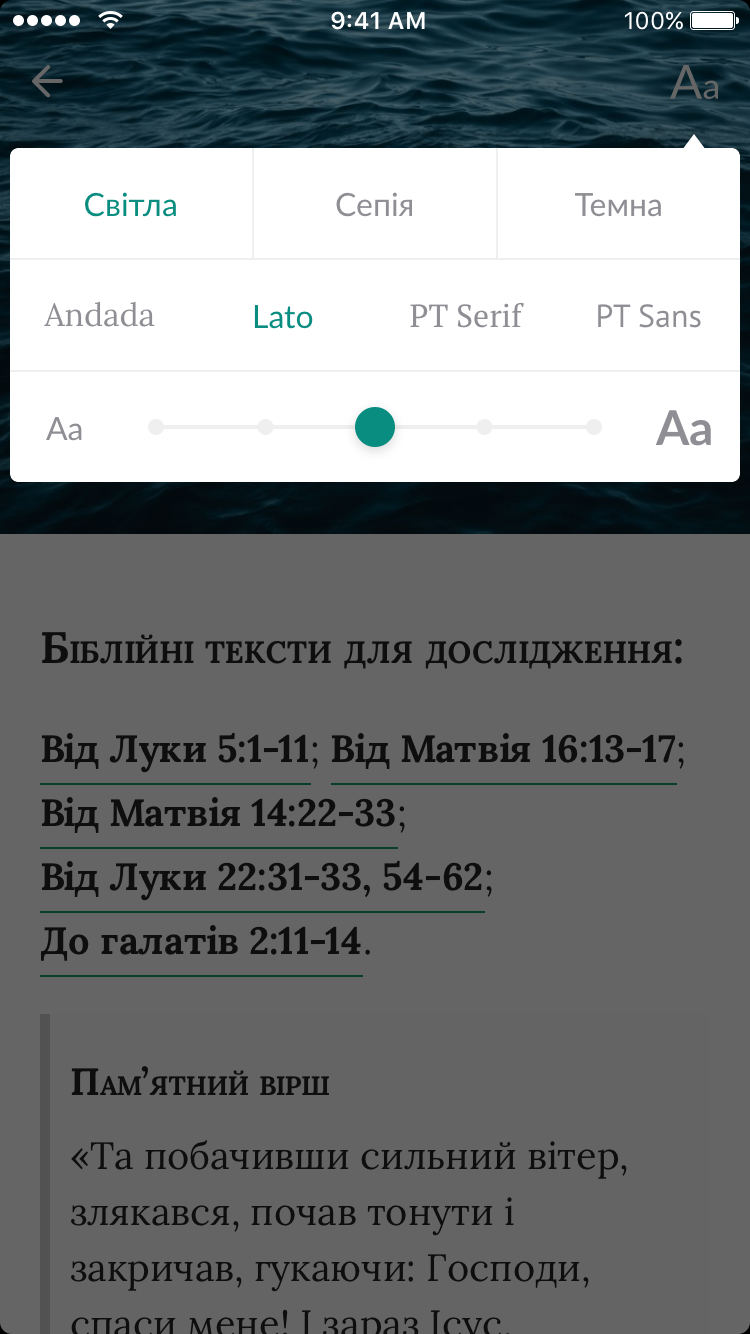 9:41 AM 100%
Aa
Світла Сепія Темна
Andada Lato PT Serif PT Sans
Aa Aa
Біблійні тексти для дослідження:
Від Луки 5:1-11; Від Матвія 16:13-17;
Від Матвія 14:22-33;
Від Луки 22:31-33, 54-62;
До галатів 2:11-14.
Пам’ятний вірш
«Та побачивши сильний вітер,
злякався, почав тонути і
закричав, гукаючи: Господи,
спаси мене! І зараз Ісус,